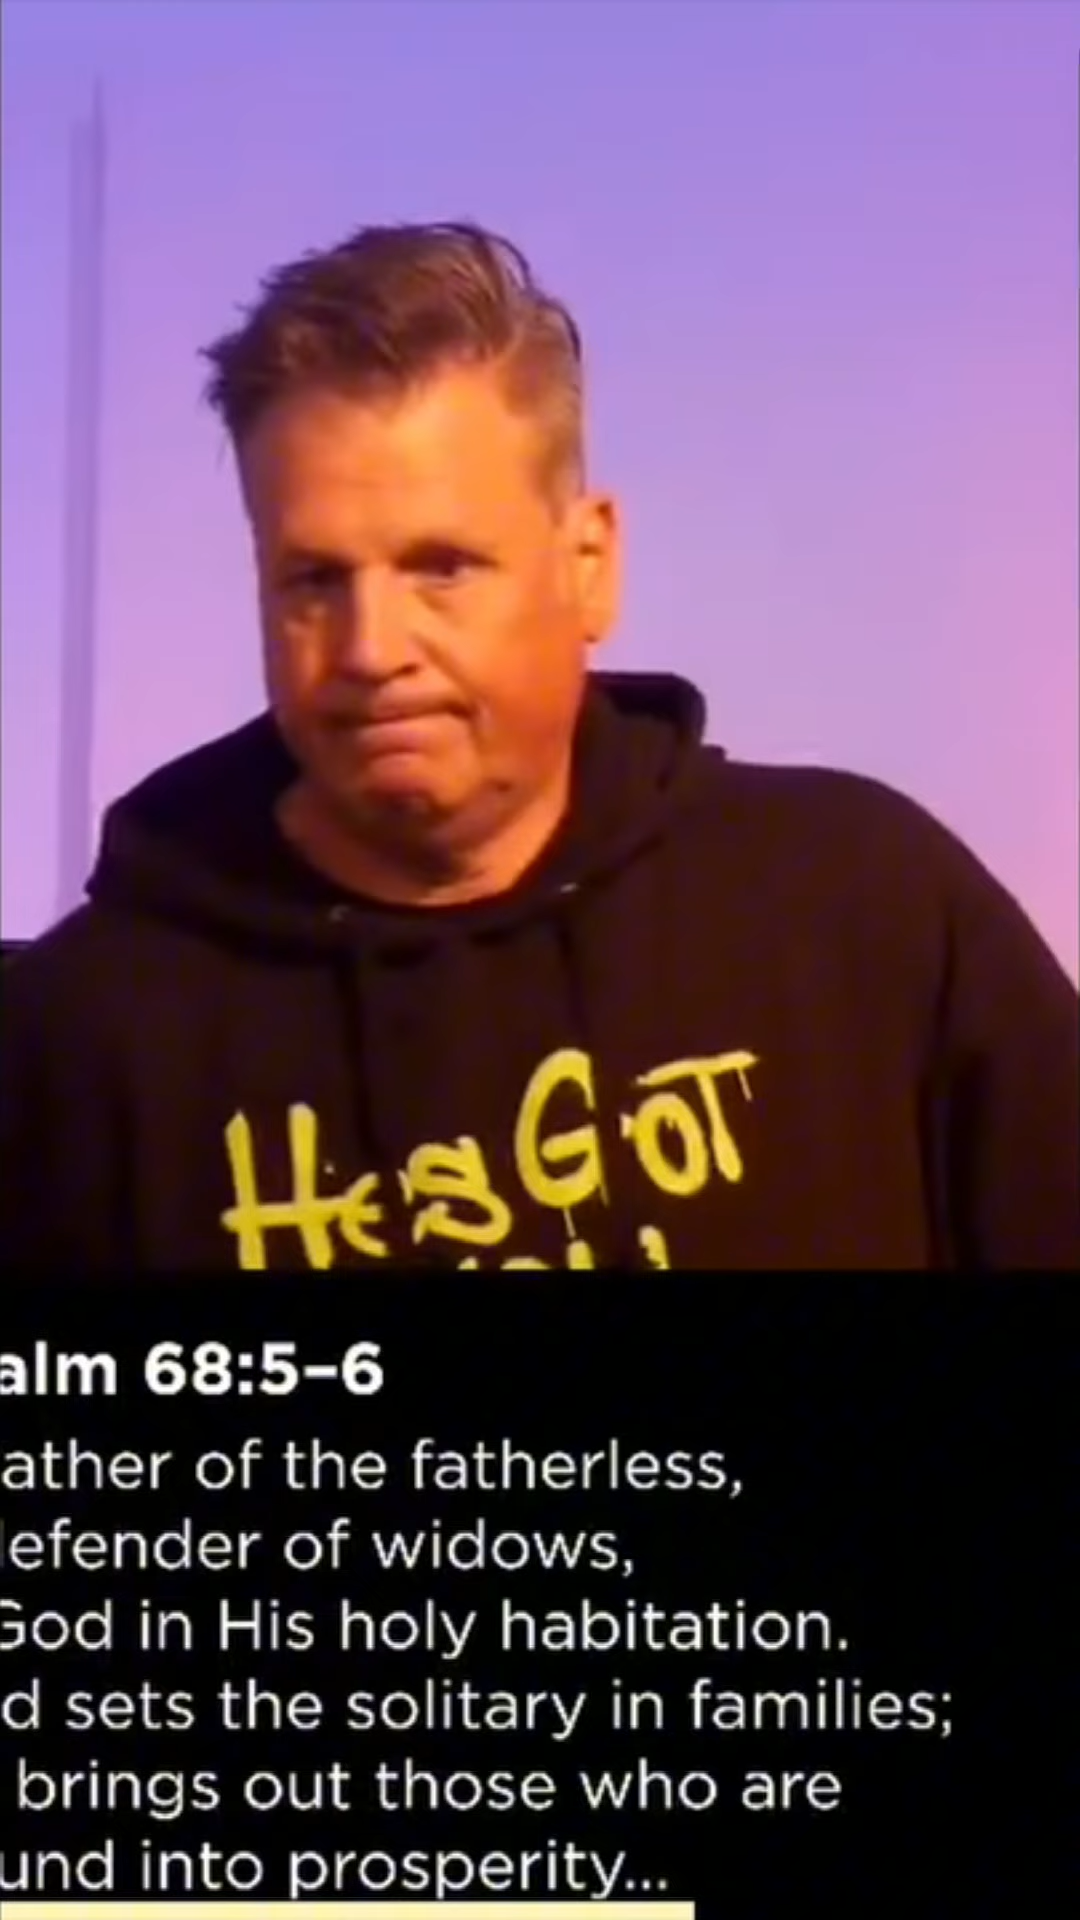 He's GOT
alm 68:5–6
ather of the fatherless,
efender of widows,
God in His holy habitation.
d sets the solitary in families;
brings out those who are
und into prosperity...